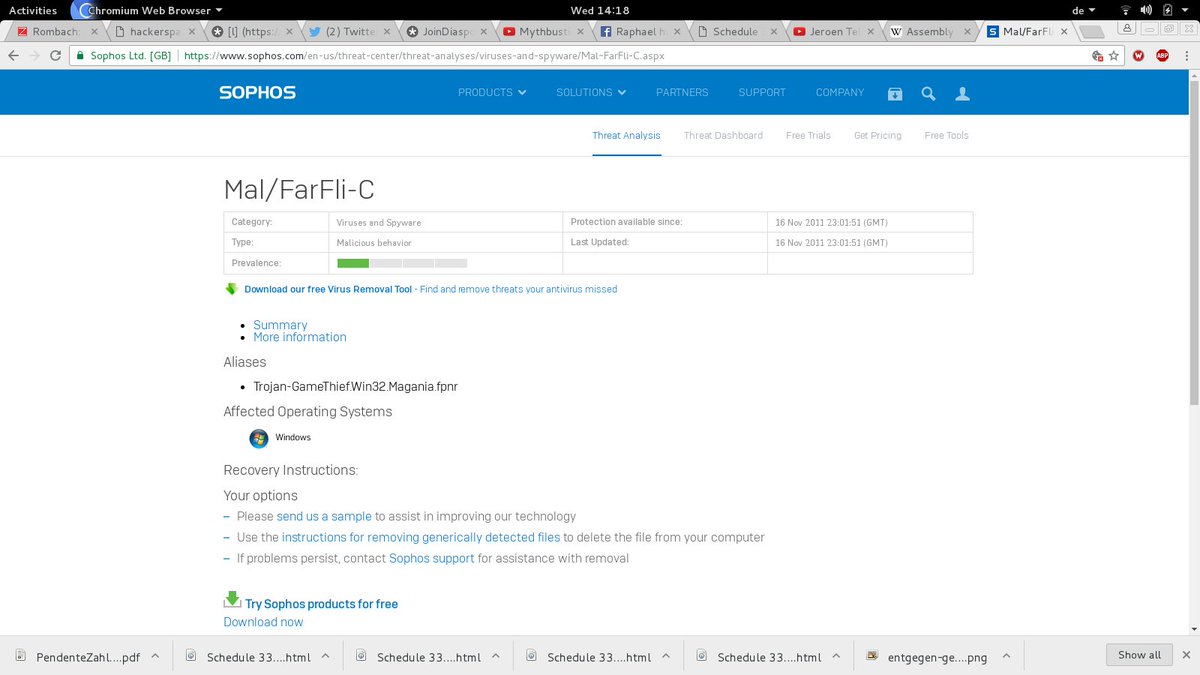 Activities Chromium Web Browser Wed 14:18 de
Rombach: hackerspa [l] (https:/ (2) Twitte JoinDiasp Mythbust Raphael h Schedule Jeroen Te Assembly Mal/FarFl
Sophos Ltd. [GB] https://www.sophos.com/en-us/threat-center/threat-analyses/viruses-and-spyware/Mal~FarFli-C.aspx W ABP
SOPHOS PRODUCTS SOLUTIONS PARTNERS SUPPORT COMPANY
Threat Analysis Threat Dashboard Free Trials Get Pricing Free Tools
Mal/FarFli-C
Category: Viruses and Spyware Protection available since: 16 Nov 2011 23:01:51 (GMT)
Type: Malicious behavior Last Updated: 16 Nov 2011 23:01:51 (GMT)
Prevalence:
Download our free Virus Removal Tool - Find and remove threats your antivirus missed
• Summary
• More information
Aliases
• Trojan-GameThief.Win32.Magania.fpnr
Affected Operating Systems
Windows
Recovery Instructions:
Your options
– Please send us a sample to assist in improving our technology
– Use the instructions for removing generically detected files to delete the file from your computer
– If problems persist, contact Sophos support for assistance with removal
Try Sophos products for free
Download now
PendenteZahl....pdf Schedule 33....html Schedule 33....html Schedule 33....html Schedule 33....html entgegen-ge....png Show all